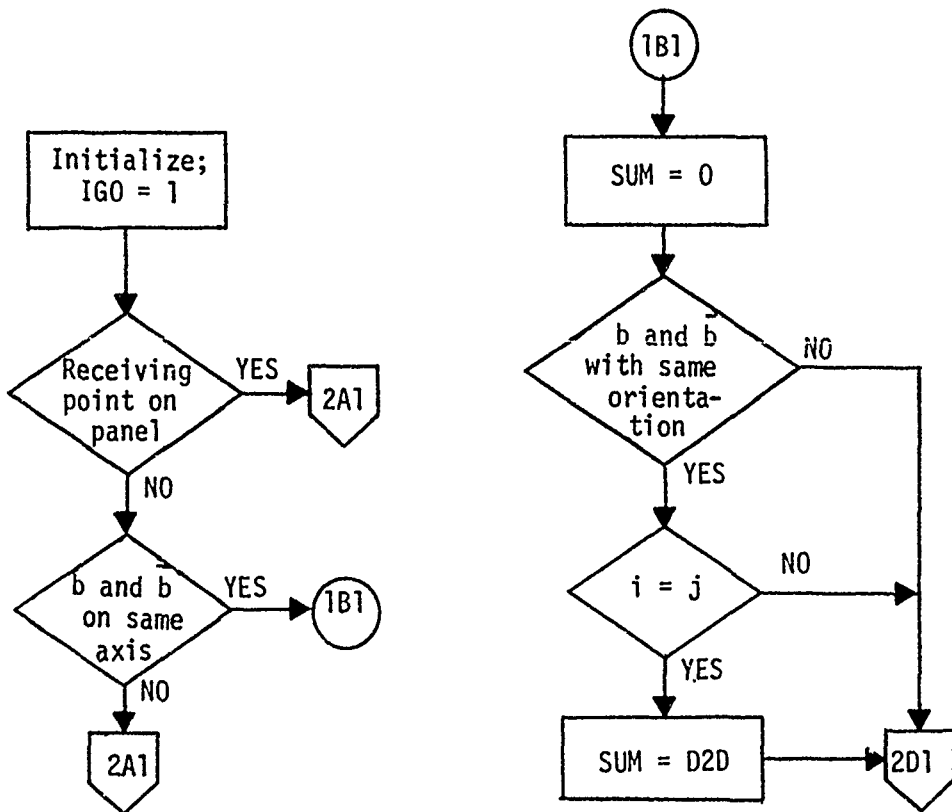 Initialize;
IGO = 1
Receiving
point on
panel
YES
2A1
NO
b and b̄
on same
axis
YES
1B1
NO
2A1
1B1
SUM = 0
b and b̄
with same
orienta-
tion
NO
YES
i = j
NO
YES
SUM = D2D
2D1